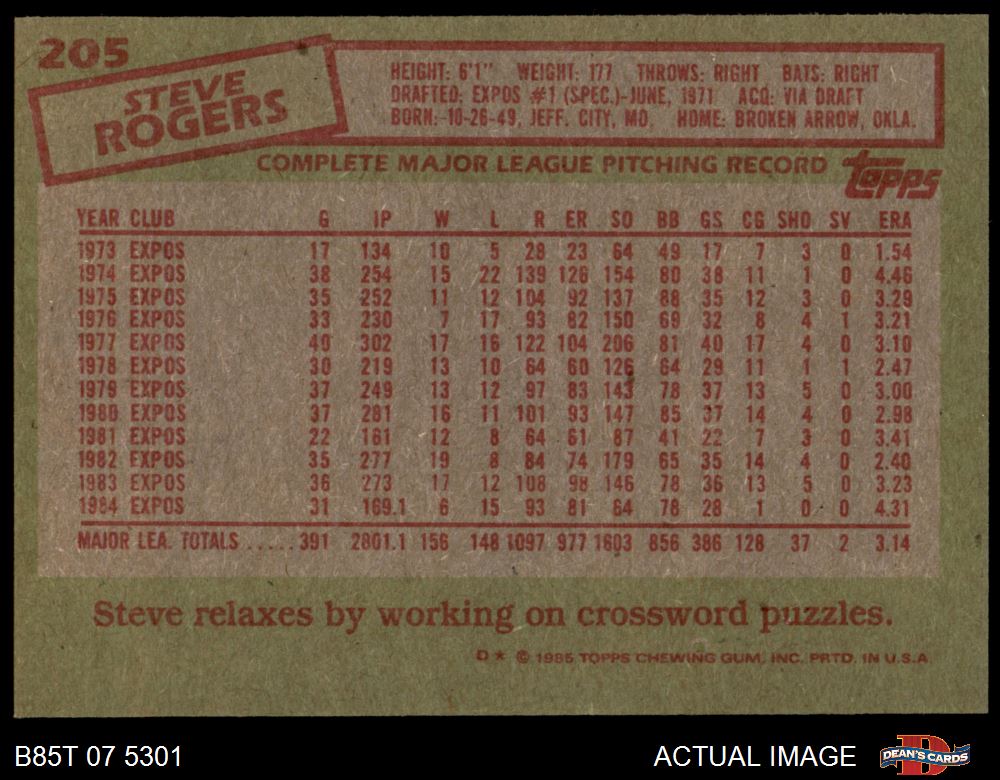 205
STEVE
ROGERS
HEIGHT: 6'1" WEIGHT: 177 THROWS: RIGHT BATS: RIGHT
DRAFTED: EXPOS #1 (SPEC.)-JUNE, 1971 ACQ: VIA DRAFT
BORN:-10-26-49, JEFF. CITY, MO. HOME: BROKEN ARROW, OKLA.
COMPLETE MAJOR LEAGUE PITCHING RECORD
topps
YEAR CLUB G IP W L R ER SO BB GS CG SHO SV ERA
1973 EXPOS 17 134 10 5 28 23 64 49 17 7 3 0 1.54
1974 EXPOS 38 254 15 22 139 126 154 80 38 11 1 0 4.46
1975 EXPOS 35 252 11 12 104 92 137 88 35 12 3 0 3.29
1976 EXPOS 33 230 7 17 93 82 150 69 32 8 4 1 3.21
1977 EXPOS 40 302 17 16 122 104 206 81 40 17 4 0 3.10
1978 EXPOS 30 219 13 10 64 60 126 64 29 11 1 1 2.47
1979 EXPOS 37 249 13 12 97 83 143 78 37 13 5 0 3.00
1980 EXPOS 37 281 16 11 101 93 147 85 37 14 4 0 2.98
1981 EXPOS 22 161 12 8 64 61 87 41 22 7 3 0 3.41
1982 EXPOS 35 277 19 8 84 74 179 65 35 14 4 0 2.40
1983 EXPOS 36 273 17 12 108 98 146 78 36 13 5 0 3.23
1984 EXPOS 31 169.1 6 15 93 81 64 78 28 1 0 0 4.31
MAJOR LEA. TOTALS ..... 391 2801.1 156 148 1097 977 1603 856 386 128 37 2 3.14
Steve relaxes by working on crossword puzzles.
D* © 1985 TOPPS CHEWING GUM, INC. PRTD. IN U.S.A.
B85T 07 5301
ACTUAL IMAGE
DEAN'S CARDS